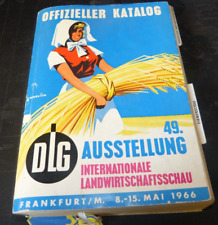 OFFIZIELLER KATALOG
49.
DLG
AUSSTELLUNG
INTERNATIONALE
LANDWIRTSCHAFTSSCHAU
FRANKFURT/M. 8.-15. MAI 1966